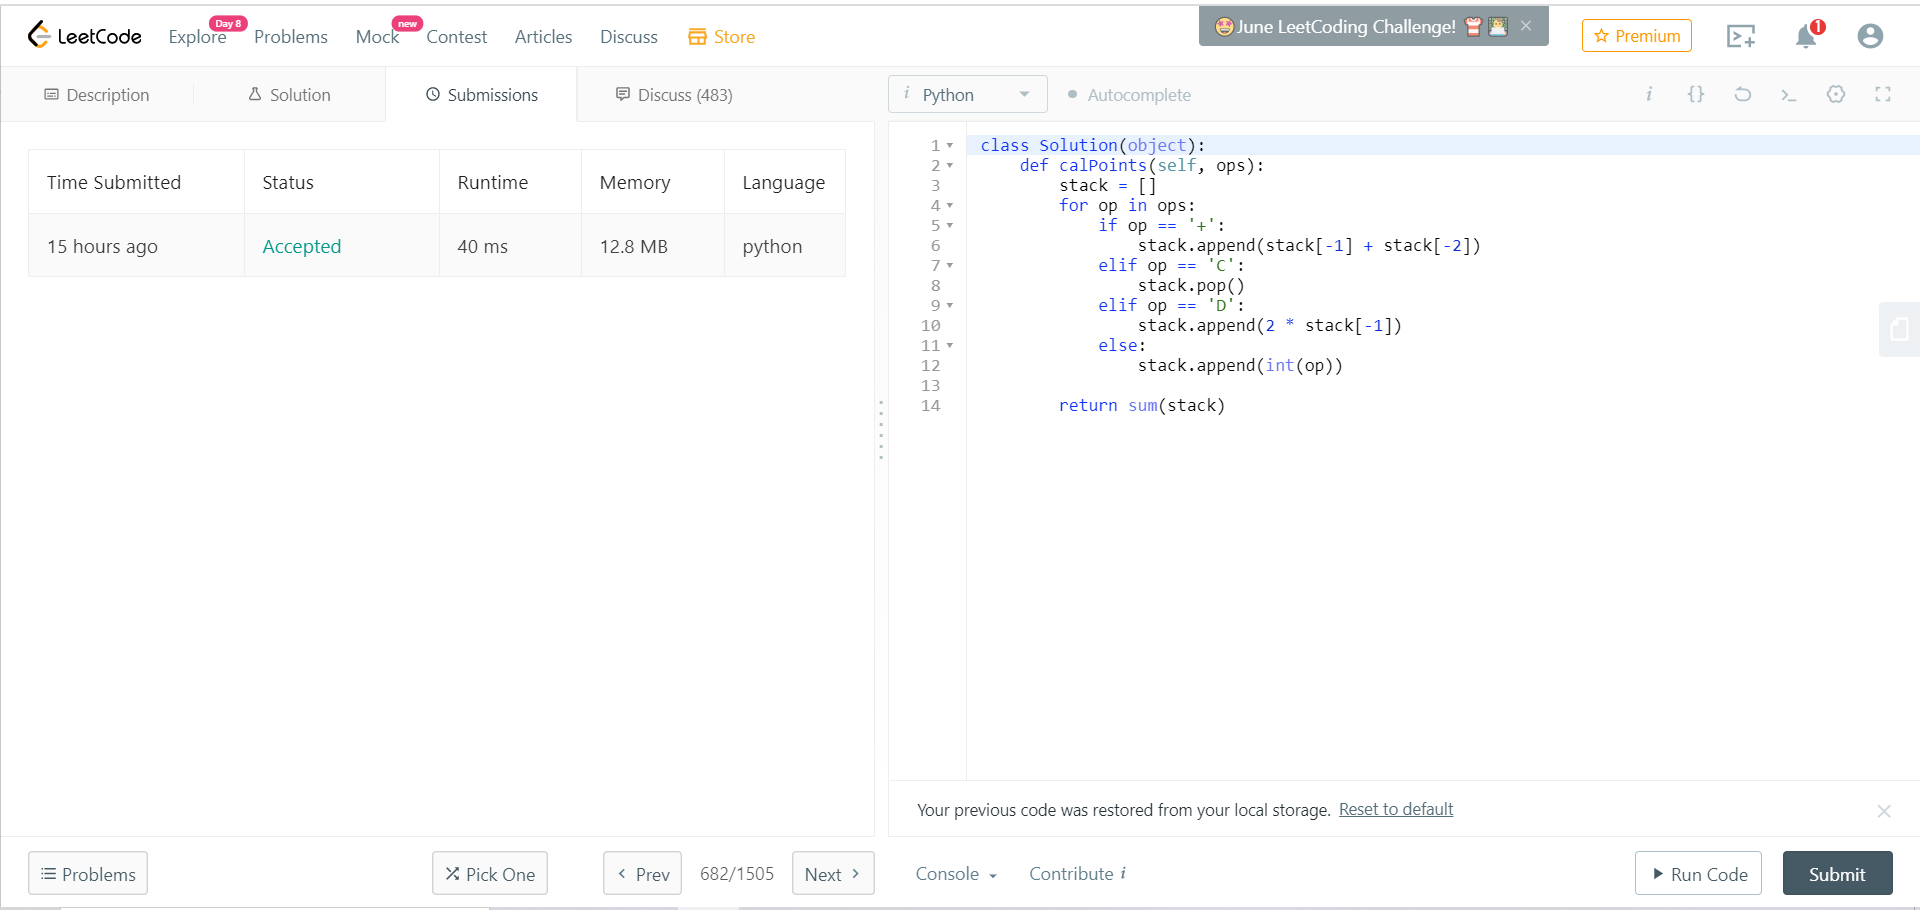 LeetCode Explore Day 8 Problems Mock new Contest Articles Discuss Store June LeetCoding Challenge! Premium 1
Description Solution Submissions Discuss (483)
Time Submitted Status Runtime Memory Language
15 hours ago Accepted 40 ms 12.8 MB python
i Python Autocomplete i {}
1 class Solution(object):
2 def calPoints(self, ops):
3 stack = []
4 for op in ops:
5 if op == '+':
6 stack.append(stack[-1] + stack[-2])
7 elif op == 'C':
8 stack.pop()
9 elif op == 'D':
10 stack.append(2 * stack[-1])
11 else:
12 stack.append(int(op))
13
14 return sum(stack)
Your previous code was restored from your local storage. Reset to default
Problems Pick One Prev 682/1505 Next Console Contribute i Run Code Submit